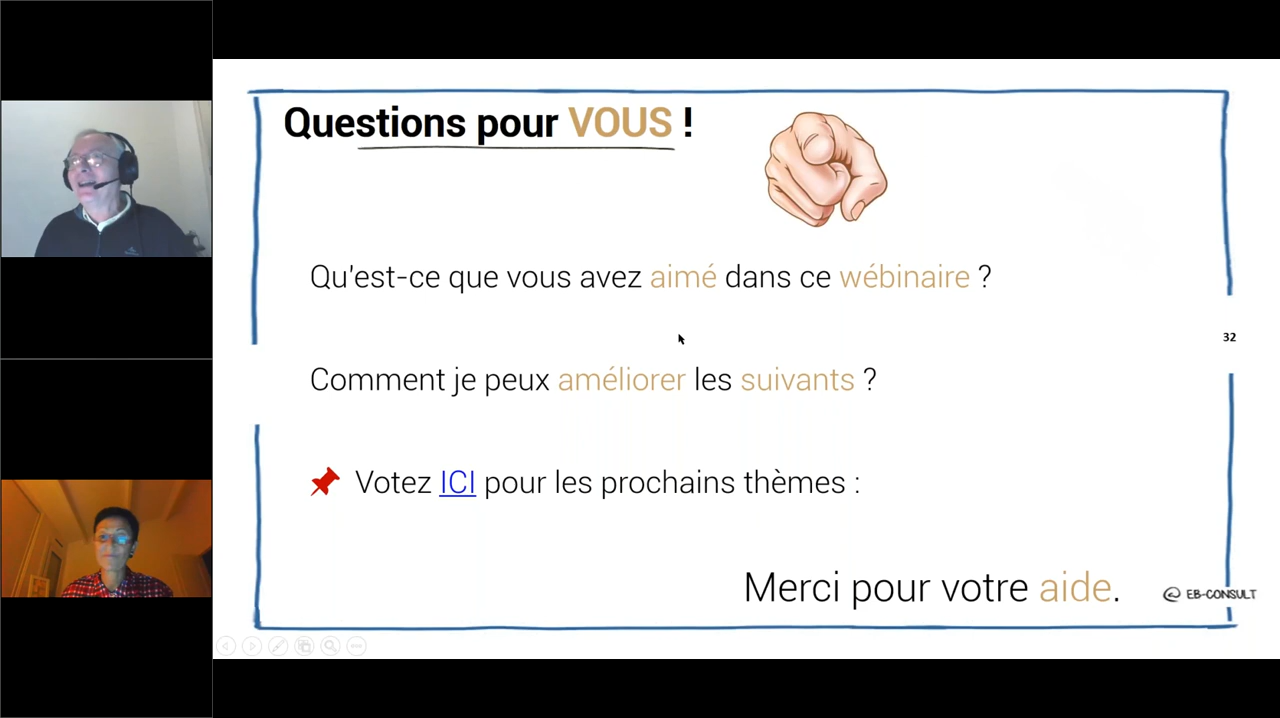 Questions pour VOUS !
Qu'est-ce que vous avez aimé dans ce wébinaire ?
32
Comment je peux améliorer les suivants ?
Votez ICI pour les prochains thèmes :
Merci pour votre aide.
@ EB-CONSULT